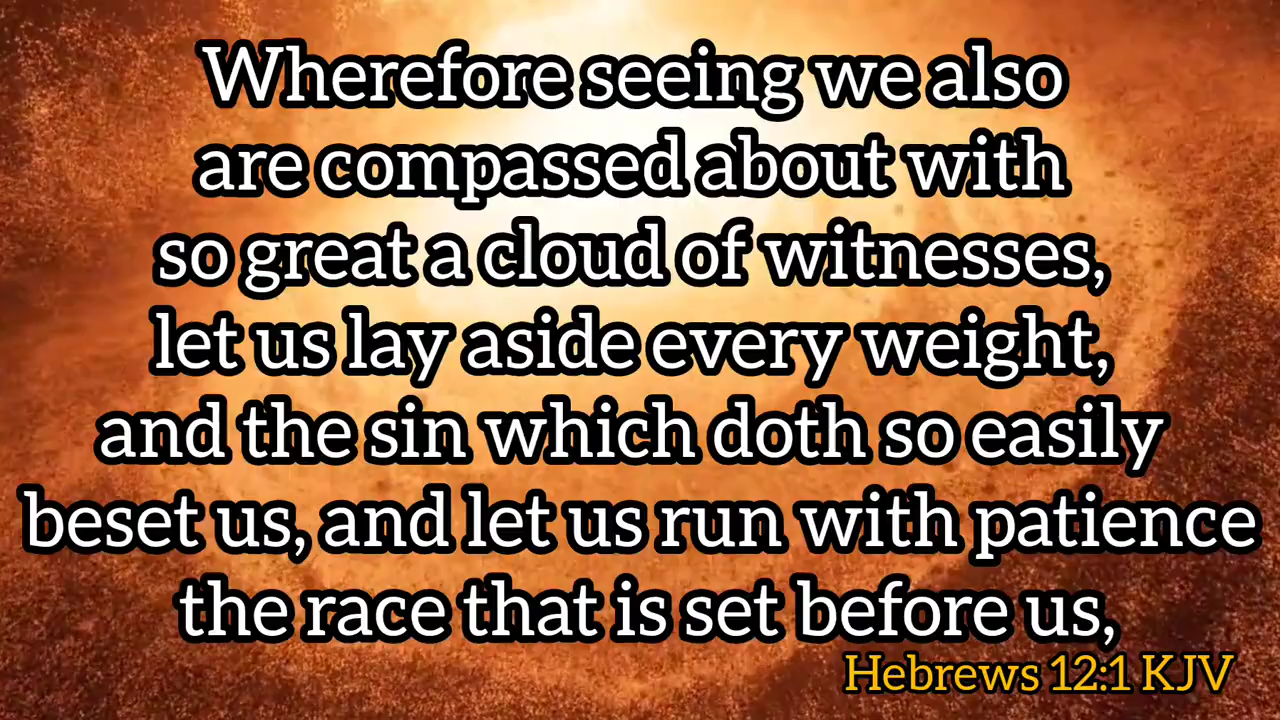 Wherefore seeing we also
are compassed about with
so great a cloud of witnesses,
let us lay aside every weight,
and the sin which doth so easily
beset us, and let us run with patience
the race that is set before us,
Hebrews 12:1 KJV